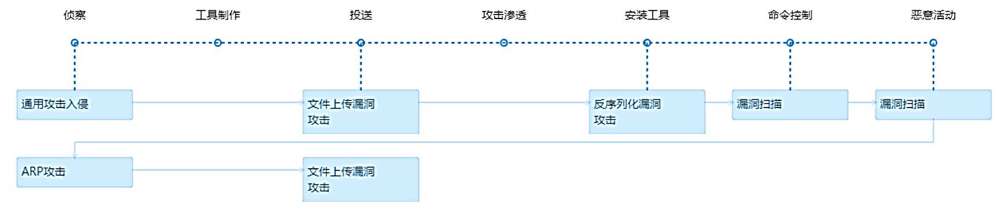 侦察
工具制作
投送
攻击渗透
安装工具
命令控制
恶意活动
通用攻击入侵
文件上传漏洞
攻击
反序列化漏洞
攻击
漏洞扫描
漏洞扫描
ARP攻击
文件上传漏洞
攻击